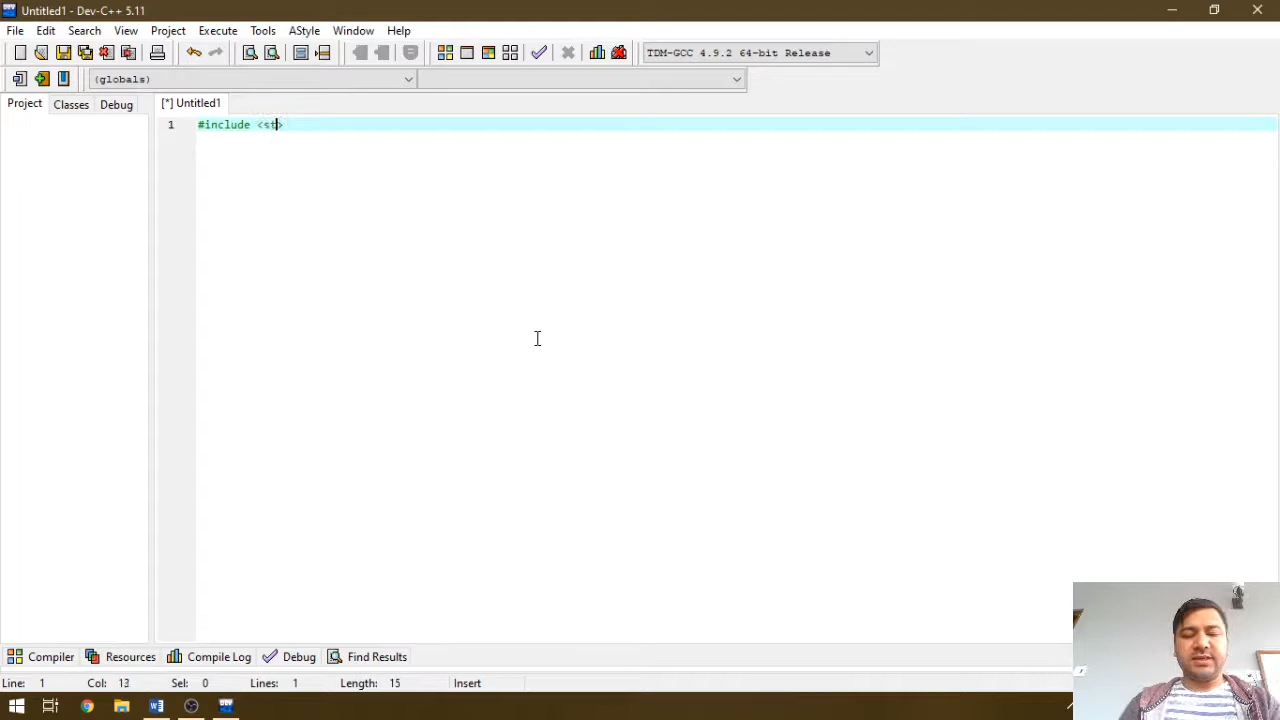 Untitled1 - Dev-C++ 5.11
File Edit Search View Project Execute Tools AStyle Window Help
TDM-GCC 4.9.2 64-bit Release
(globals)
Project Classes Debug [*] Untitled1
1 #include <st>
Compiler Resources Compile Log Debug Find Results
Line: 1 Col: 13 Sel: 0 Lines: 1 Length: 15 Insert